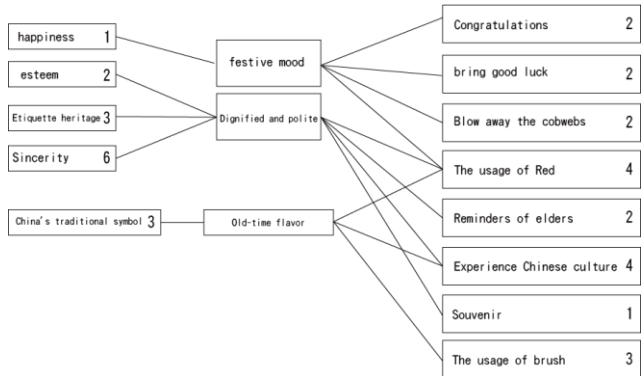 happiness 1
esteem 2
Etiquette heritage 3
Sincerity 6
China's traditional symbol 3
festive mood
Dignified and polite
Old-time flavor
Congratulations 2
bring good luck 2
Blow away the cobwebs 2
The usage of Red 4
Reminders of elders 2
Experience Chinese culture 4
Souvenir 1
The usage of brush 3